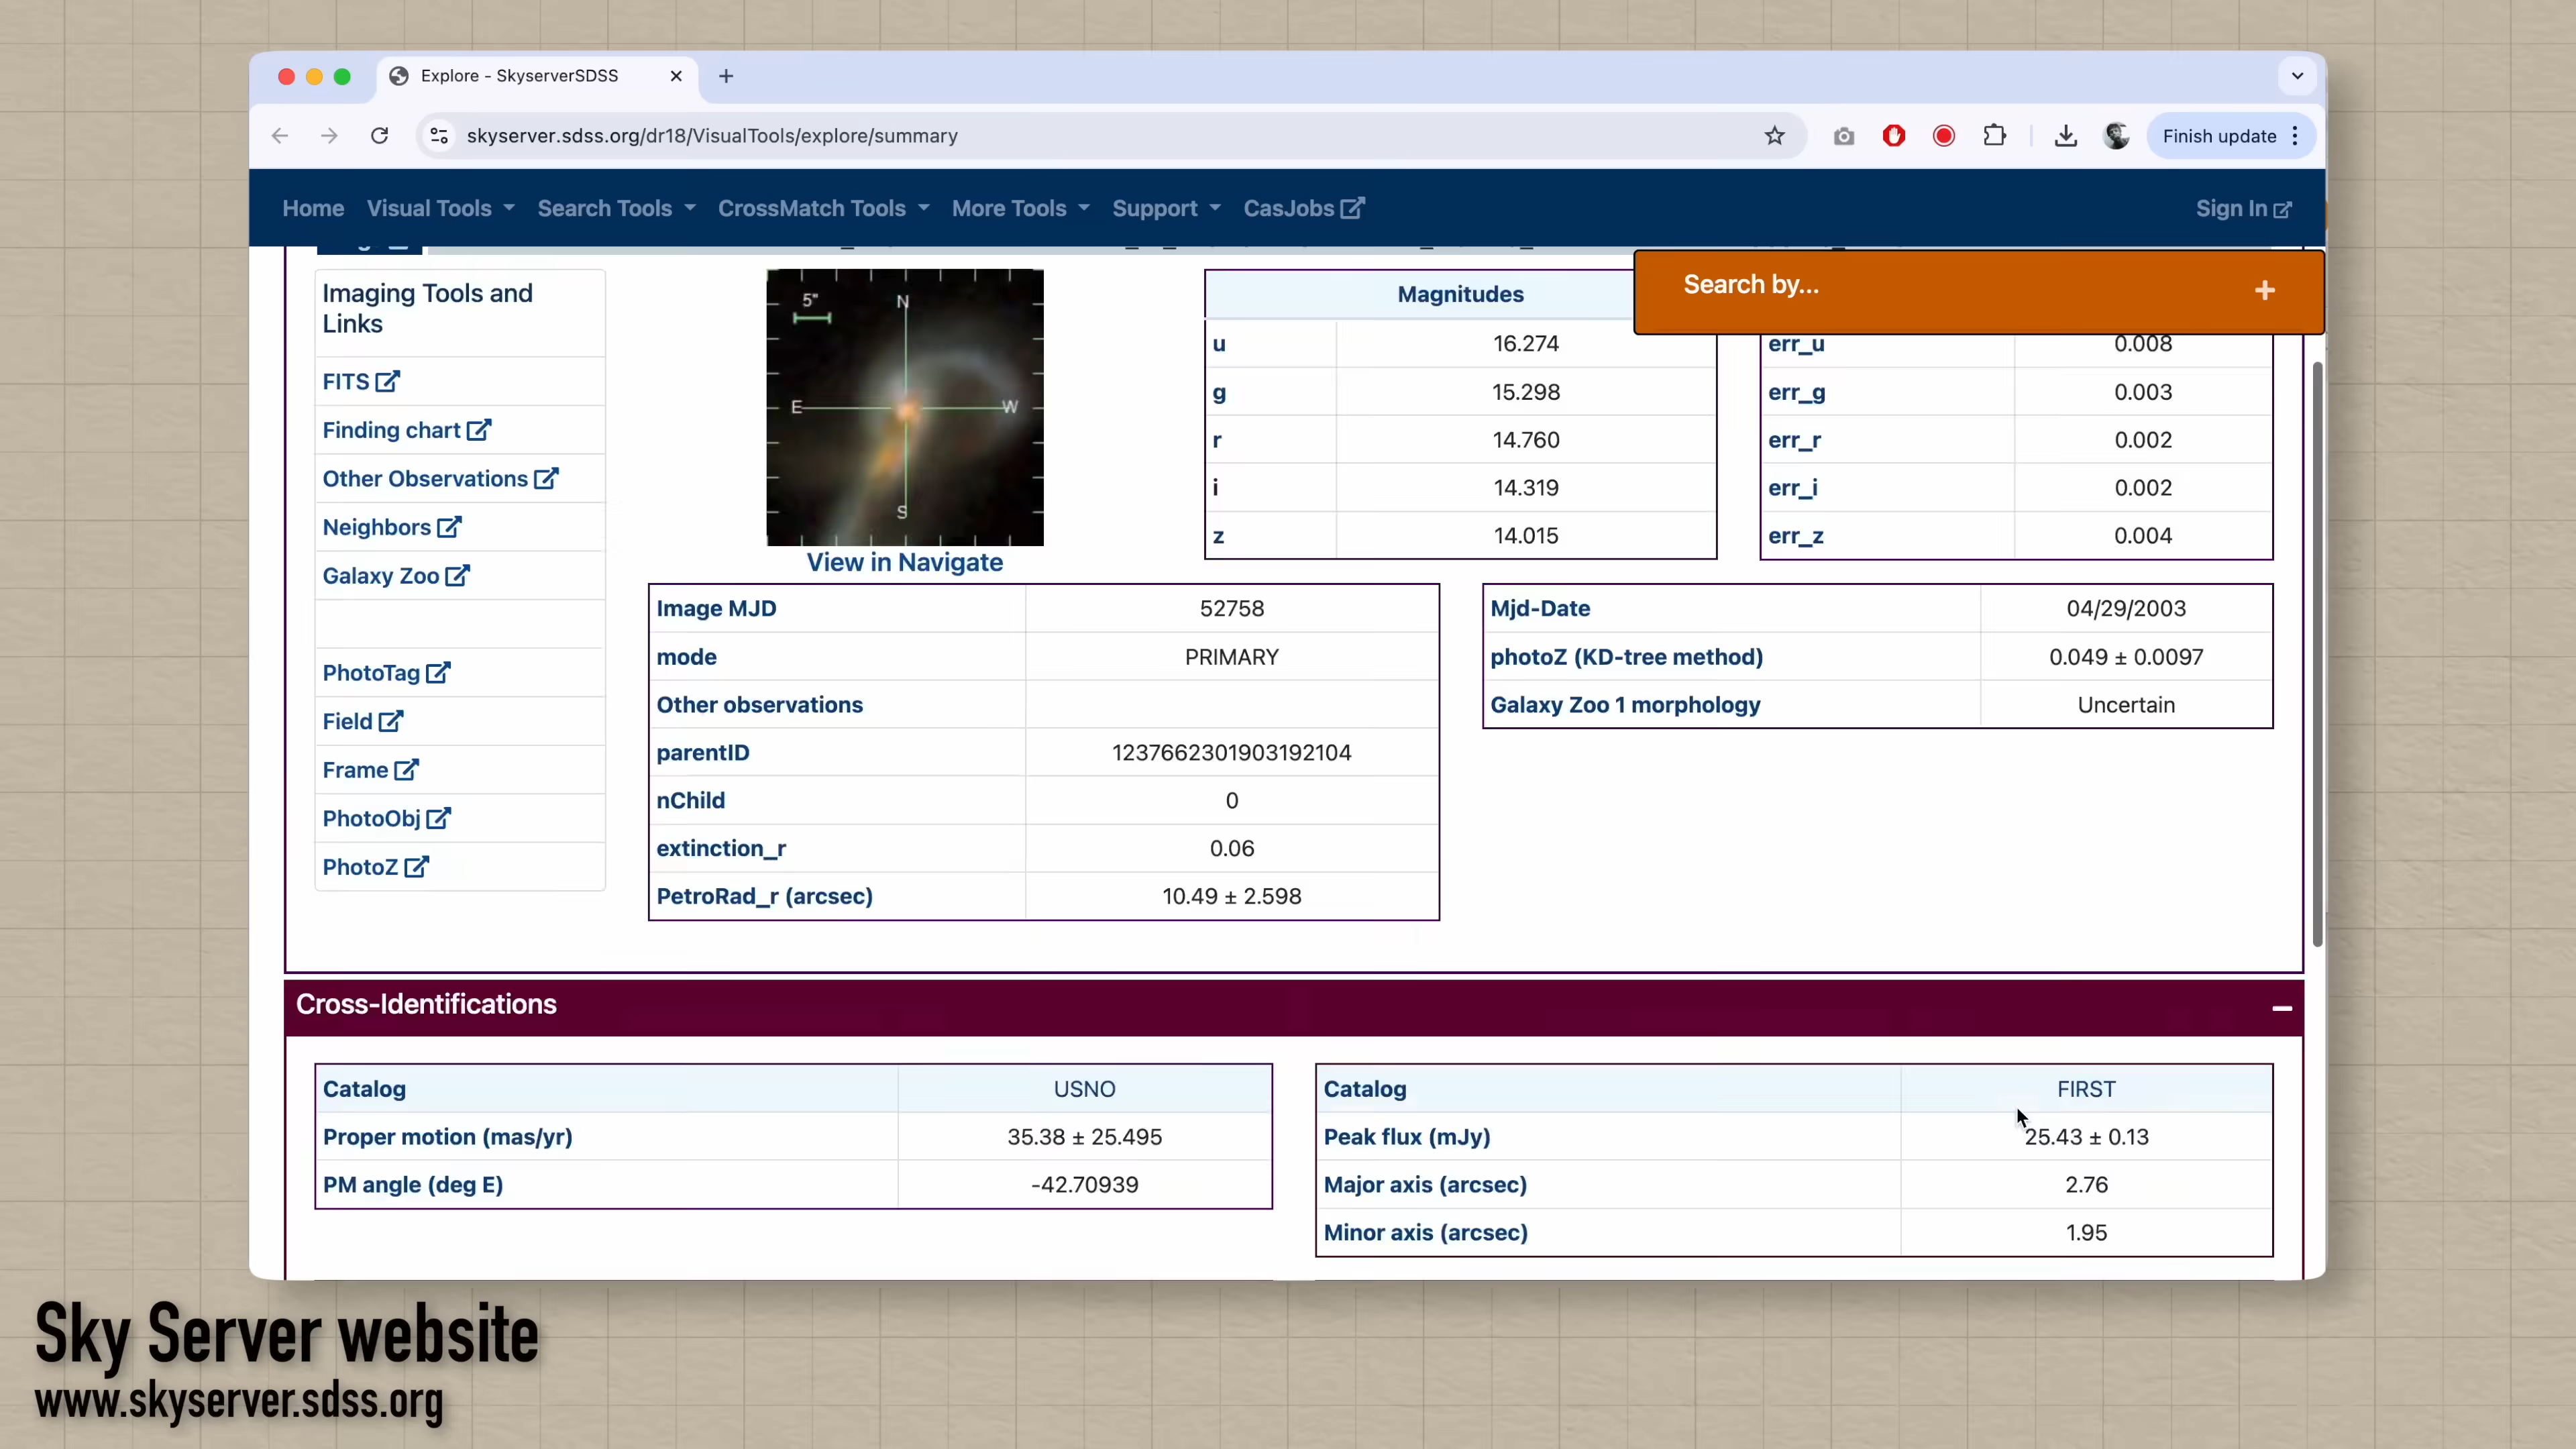 Explore - SkyserverSDSS
skyserver.sdss.org/dr18/VisualTools/explore/summary
Finish update
Home Visual Tools Search Tools CrossMatch Tools More Tools Support CasJobs Sign In
Search by...
Imaging Tools and
Links
FITS
Finding chart
Other Observations
Neighbors
Galaxy Zoo
PhotoTag
Field
Frame
PhotoObj
PhotoZ
5"
N
E W
S
View in Navigate
Magnitudes
u 16.274
g 15.298
r 14.760
i 14.319
z 14.015
err_u 0.008
err_g 0.003
err_r 0.002
err_i 0.002
err_z 0.004
Image MJD 52758
mode PRIMARY
Other observations
parentID 1237662301903192104
nChild 0
extinction_r 0.06
PetroRad_r (arcsec) 10.49 ± 2.598
Mjd-Date 04/29/2003
photoZ (KD-tree method) 0.049 ± 0.0097
Galaxy Zoo 1 morphology Uncertain
Cross-Identifications
Catalog USNO
Proper motion (mas/yr) 35.38 ± 25.495
PM angle (deg E) -42.70939
Catalog FIRST
Peak flux (mJy) 25.43 ± 0.13
Major axis (arcsec) 2.76
Minor axis (arcsec) 1.95
Sky Server website
www.skyserver.sdss.org